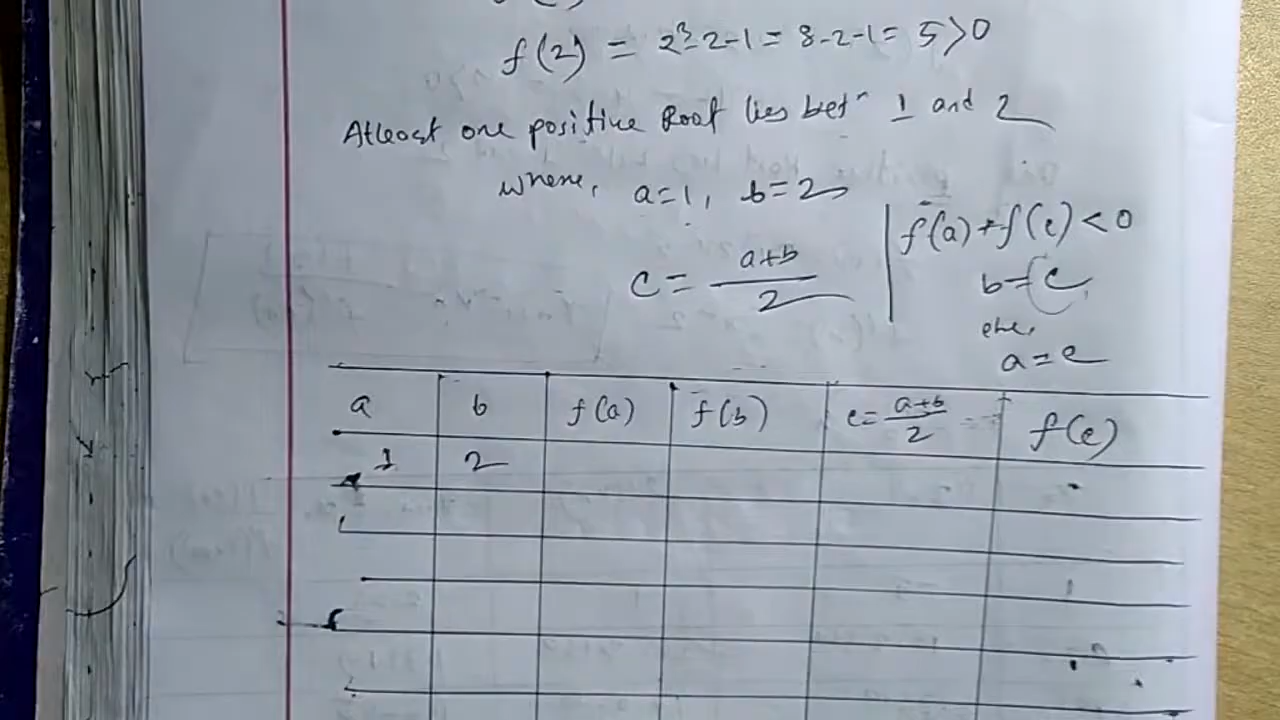 f(2) = 2³-2-1 = 8-2-1 = 5>0
Atleast one positive Root lies betⁿ 1 and 2
where, a=1, b=2
c = a+b/2
f(a)*f(c) < 0
b=c
else,
a=c
a b f(a) f(b) c=a+b/2 f(c)
1 2